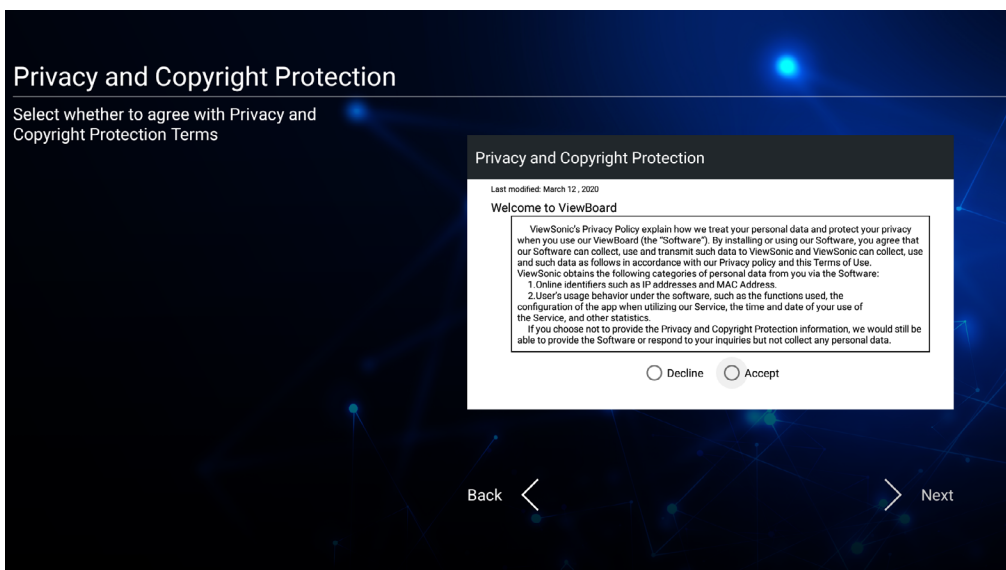 Privacy and Copyright Protection
Select whether to agree with Privacy and
Copyright Protection Terms
Privacy and Copyright Protection
Last modified: March 12 , 2020
Welcome to ViewBoard
ViewSonic's Privacy Policy explain how we treat your personal data and protect your privacy
when you use our ViewBoard (the "Software"). By installing or using our Software, you agree that
our Software can collect, use and transmit such data to ViewSonic and ViewSonic can collect, use
and such data as follows in accordance with our Privacy policy and this Terms of Use.
ViewSonic obtains the following categories of personal data from you via the Software:
1.Online identifiers such as IP addresses and MAC Address.
2.User's usage behavior under the software, such as the functions used, the
configuration of the app when utilizing our Service, the time and date of your use of
the Service, and other statistics.
If you choose not to provide the Privacy and Copyright Protection information, we would still be
able to provide the Software or respond to your inquiries but not collect any personal data.
Decline Accept
Back Next